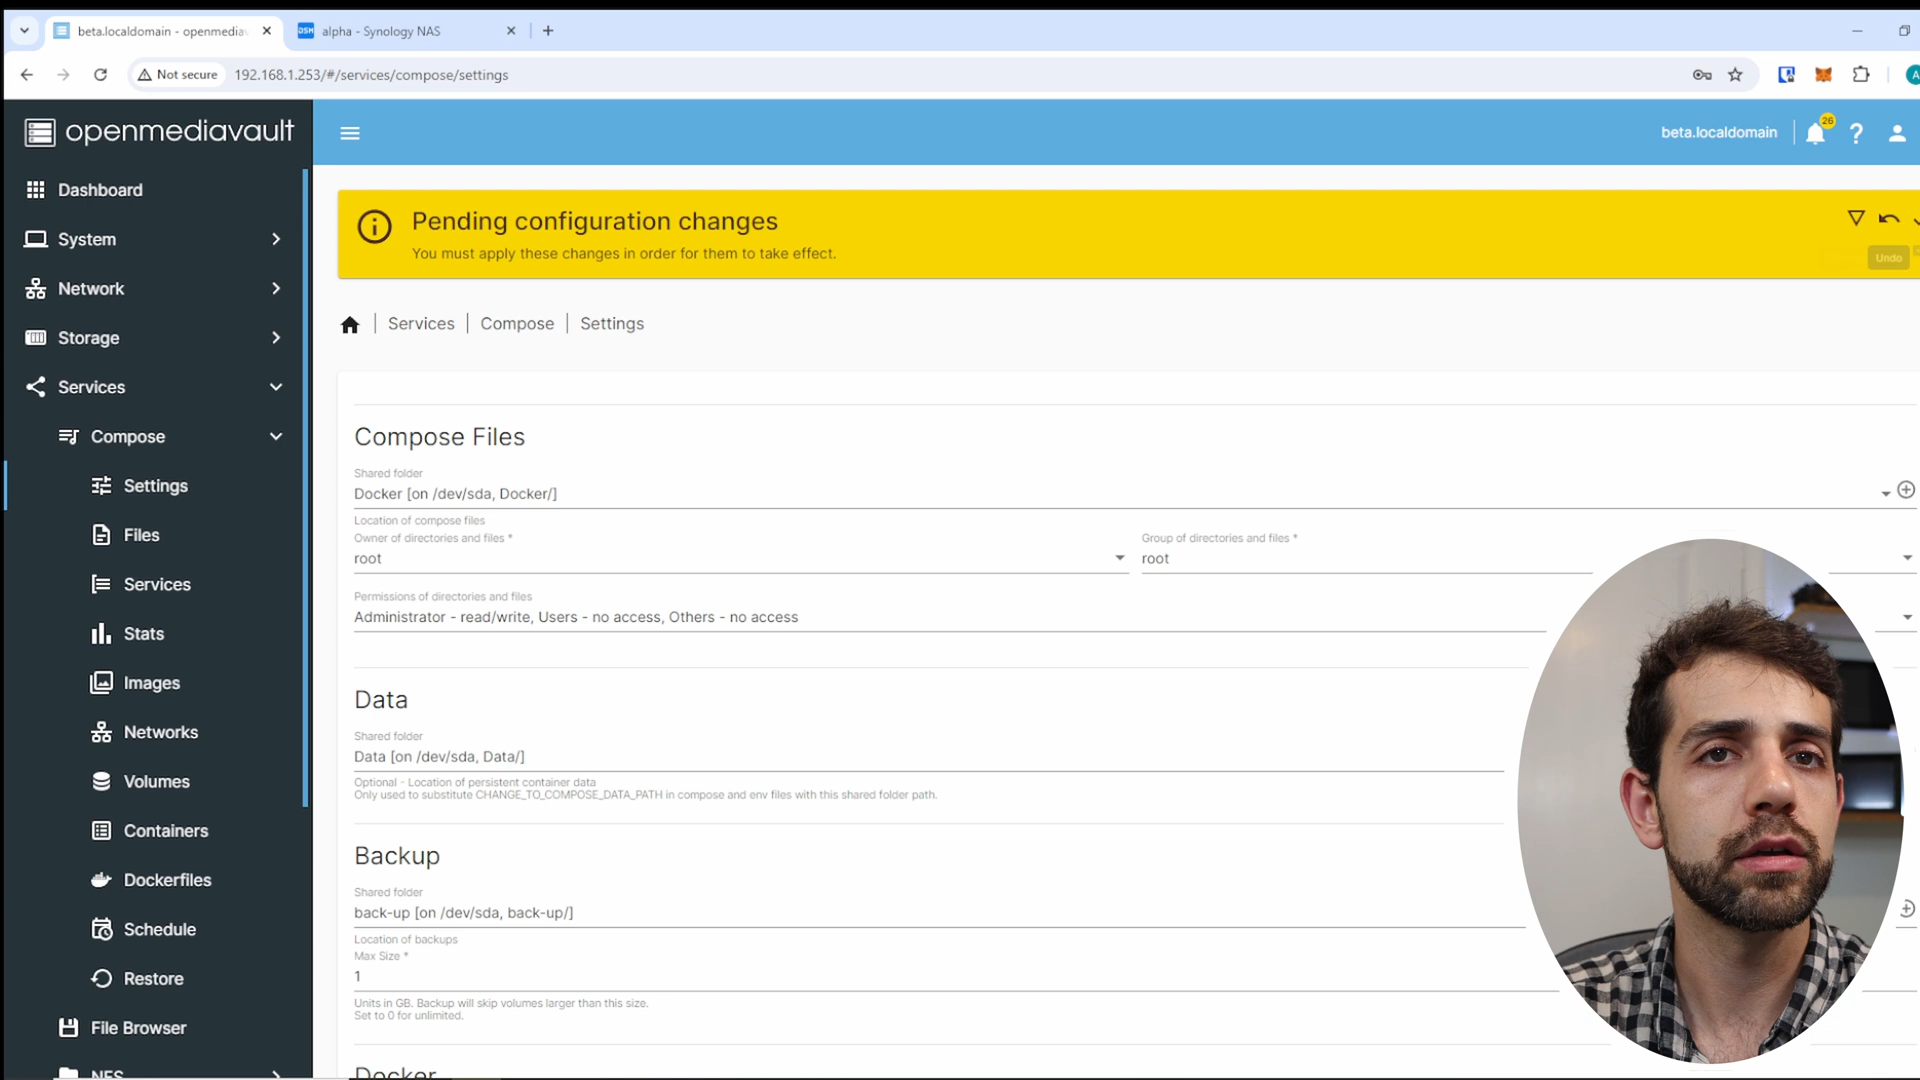 beta.localdomain - openmediav
alpha - Synology NAS
Not secure
192.168.1.253/#/services/compose/settings
A
openmediavault
beta.localdomain
26
Dashboard
System
Network
Storage
Services
Compose
Settings
Files
Services
Stats
Images
Networks
Volumes
Containers
Dockerfiles
Schedule
Restore
File Browser
NFS
Pending configuration changes
You must apply these changes in order for them to take effect.
Undo
Services | Compose | Settings
Compose Files
Shared folder
Docker [on /dev/sda, Docker/]
Location of compose files
Owner of directories and files *
root
Group of directories and files *
root
Permissions of directories and files
Administrator - read/write, Users - no access, Others - no access
Data
Shared folder
Data [on /dev/sda, Data/]
Optional - Location of persistent container data
Only used to substitute CHANGE_TO_COMPOSE_DATA_PATH in compose and env files with this shared folder path.
Backup
Shared folder
back-up [on /dev/sda, back-up/]
Location of backups
Max Size *
1
Units in GB. Backup will skip volumes larger than this size.
Set to 0 for unlimited.
Docker